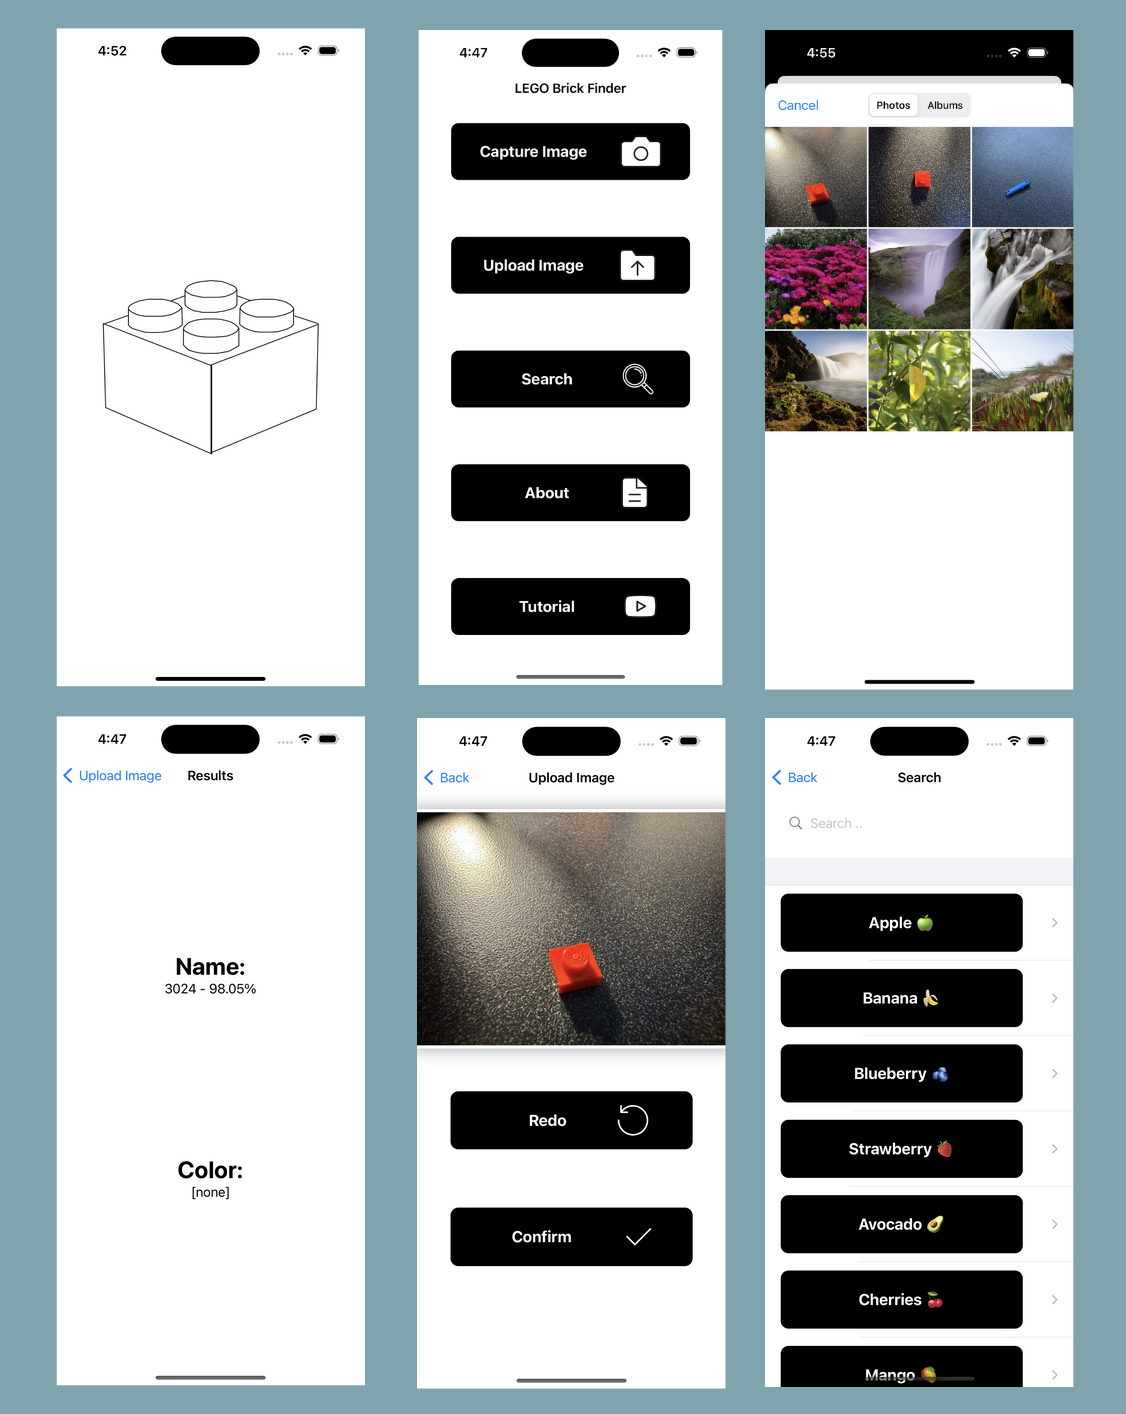 4:52
4:47
LEGO Brick Finder
Capture Image
Upload Image
Search
About
Tutorial
4:55
Cancel
Photos
Albums
4:47
Upload Image
Results
Name:
3024 - 98.05%
Color:
[none]
4:47
Back
Upload Image
Redo
Confirm
4:47
Back
Search
Search ..
Apple 🍏
Banana 🍌
Blueberry 🫐
Strawberry 🍓
Avocado 🥑
Cherries 🍒
Mango 🥭